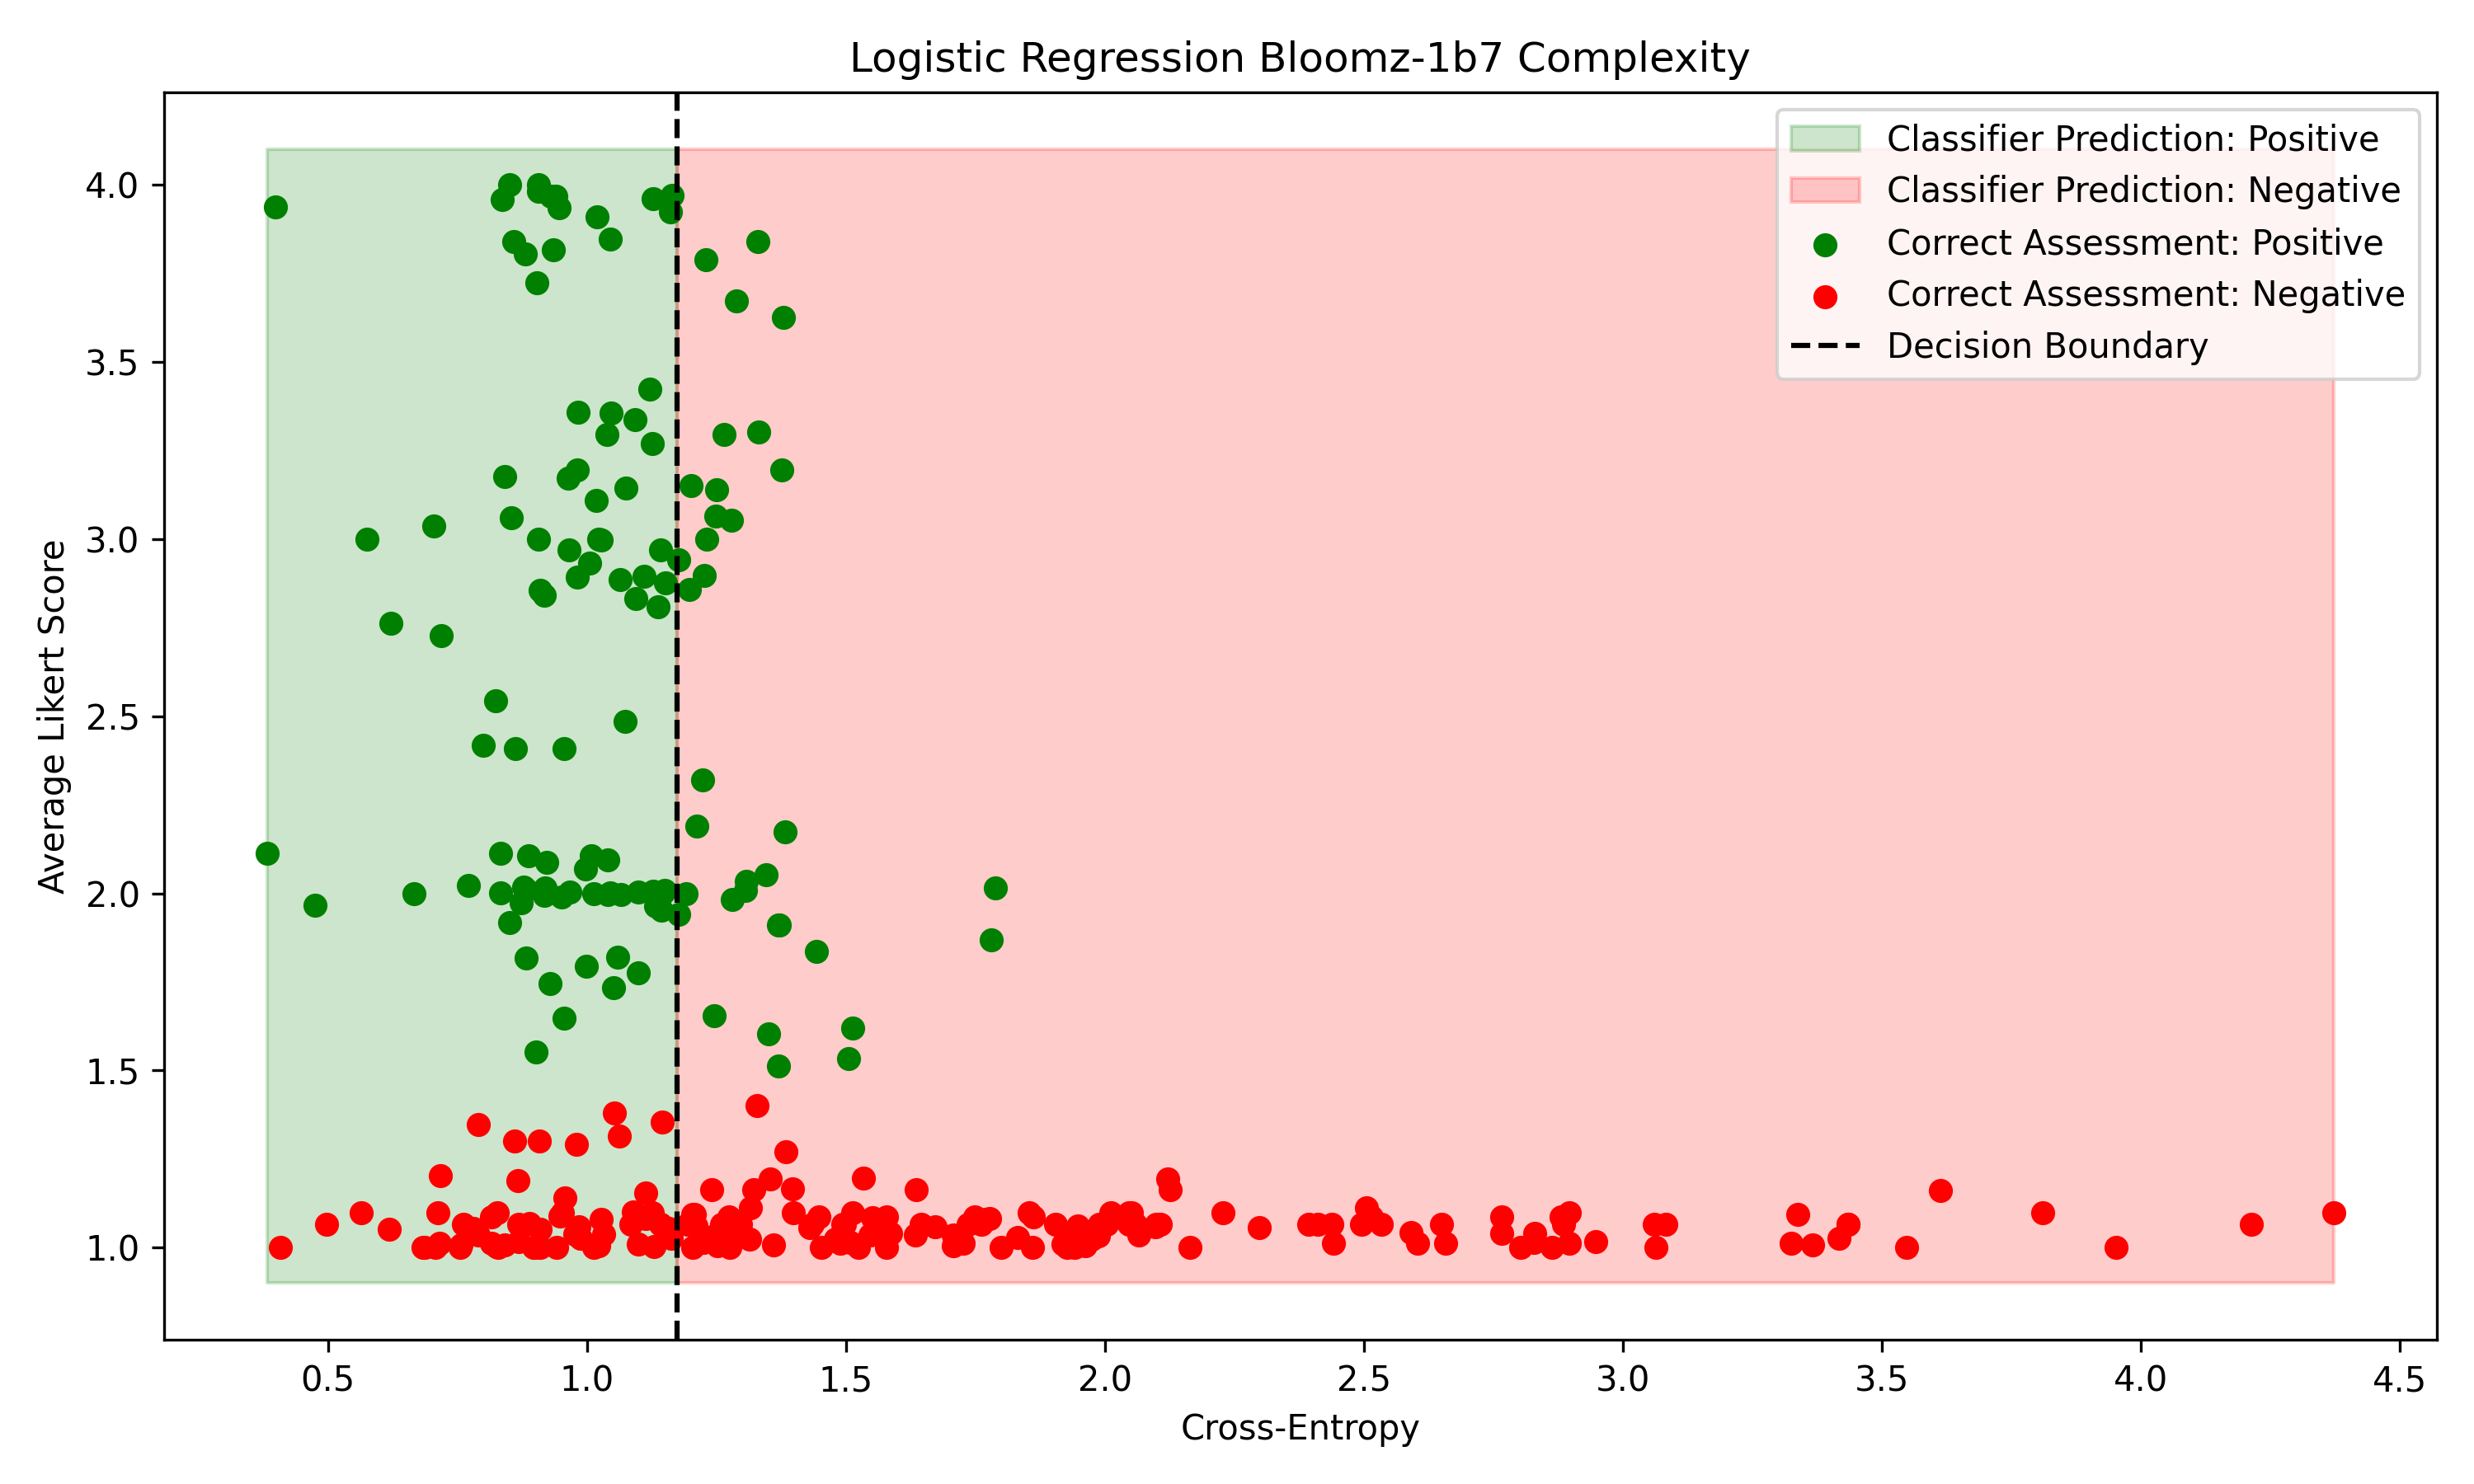 Logistic Regression Bloomz-1b7 Complexity
Classifier Prediction: Positive
Classifier Prediction: Negative
Correct Assessment: Positive
Correct Assessment: Negative
Decision Boundary
Average Likert Score
4.0
3.5
3.0
2.5
2.0
1.5
1.0
0.5
1.0
1.5
2.0
2.5
3.0
3.5
4.0
4.5
Cross-Entropy